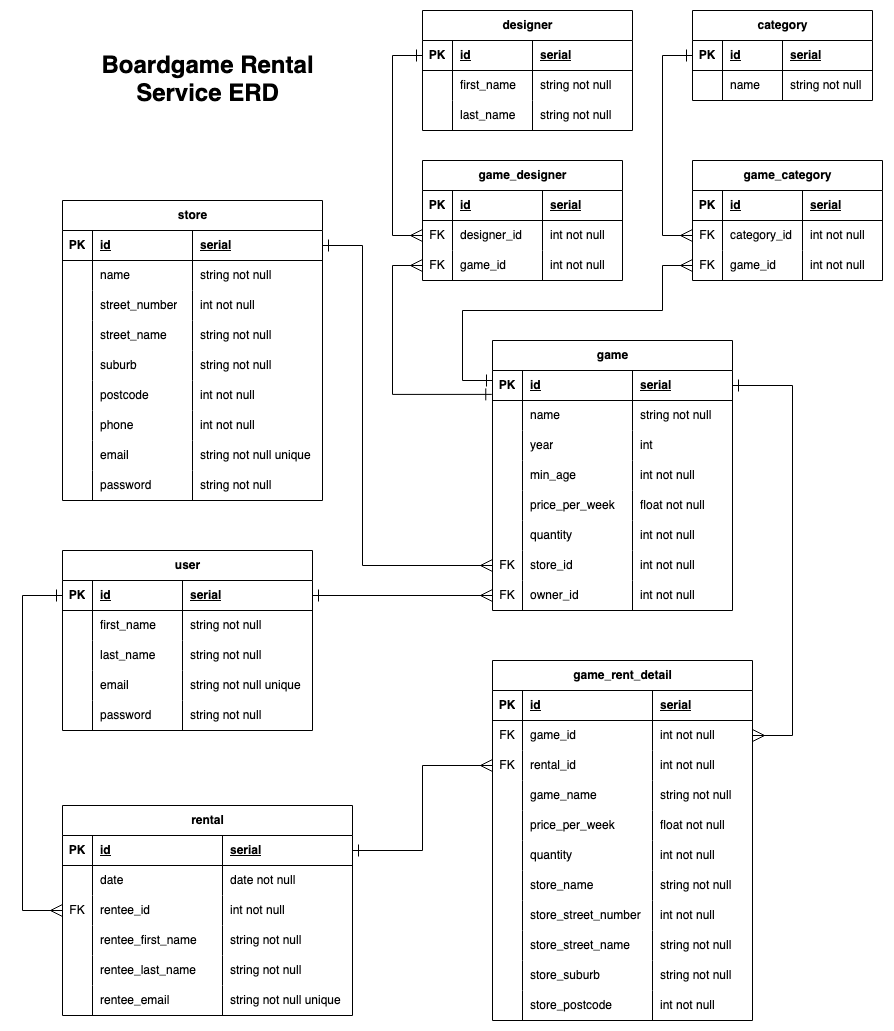 Boardgame Rental
Service ERD
designer
PK id serial
first_name string not null
last_name string not null
category
PK id serial
name string not null
game_designer
PK id serial
FK designer_id int not null
FK game_id int not null
game_category
PK id serial
FK category_id int not null
FK game_id int not null
store
PK id serial
name string not null
street_number int not null
street_name string not null
suburb string not null
postcode int not null
phone int not null
email string not null unique
password string not null
game
PK id serial
name string not null
year int
min_age int not null
price_per_week float not null
quantity int not null
FK store_id int not null
FK owner_id int not null
user
PK id serial
first_name string not null
last_name string not null
email string not null unique
password string not null
game_rent_detail
PK id serial
FK game_id int not null
FK rental_id int not null
game_name string not null
price_per_week float not null
quantity int not null
store_name string not null
store_street_number int not null
store_street_name string not null
store_suburb string not null
store_postcode int not null
rental
PK id serial
date date not null
FK rentee_id int not null
rentee_first_name string not null
rentee_last_name string not null
rentee_email string not null unique